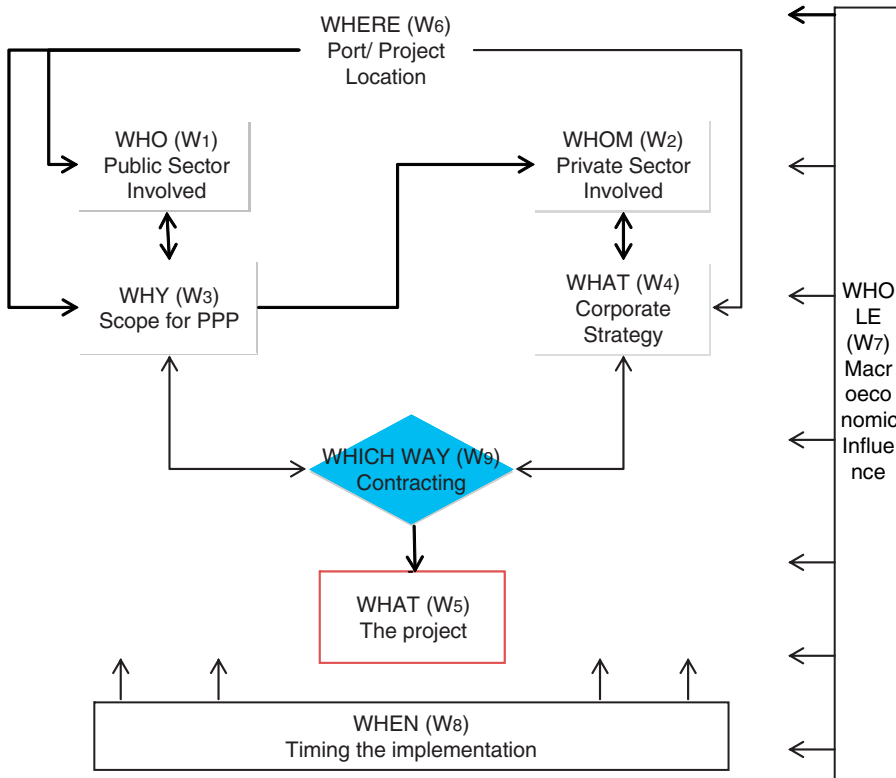 WHERE (W6)
Port/ Project
Location
WHO (W1)
Public Sector
Involved
WHOM (W2)
Private Sector
Involved
WHY (W3)
Scope for PPP
WHAT (W4)
Corporate
Strategy
WHO
LE
(W7)
Macr
oeco
nomic
Influe
nce
WHICH WAY (W9)
Contracting
WHAT (W5)
The project
WHEN (W8)
Timing the implementation